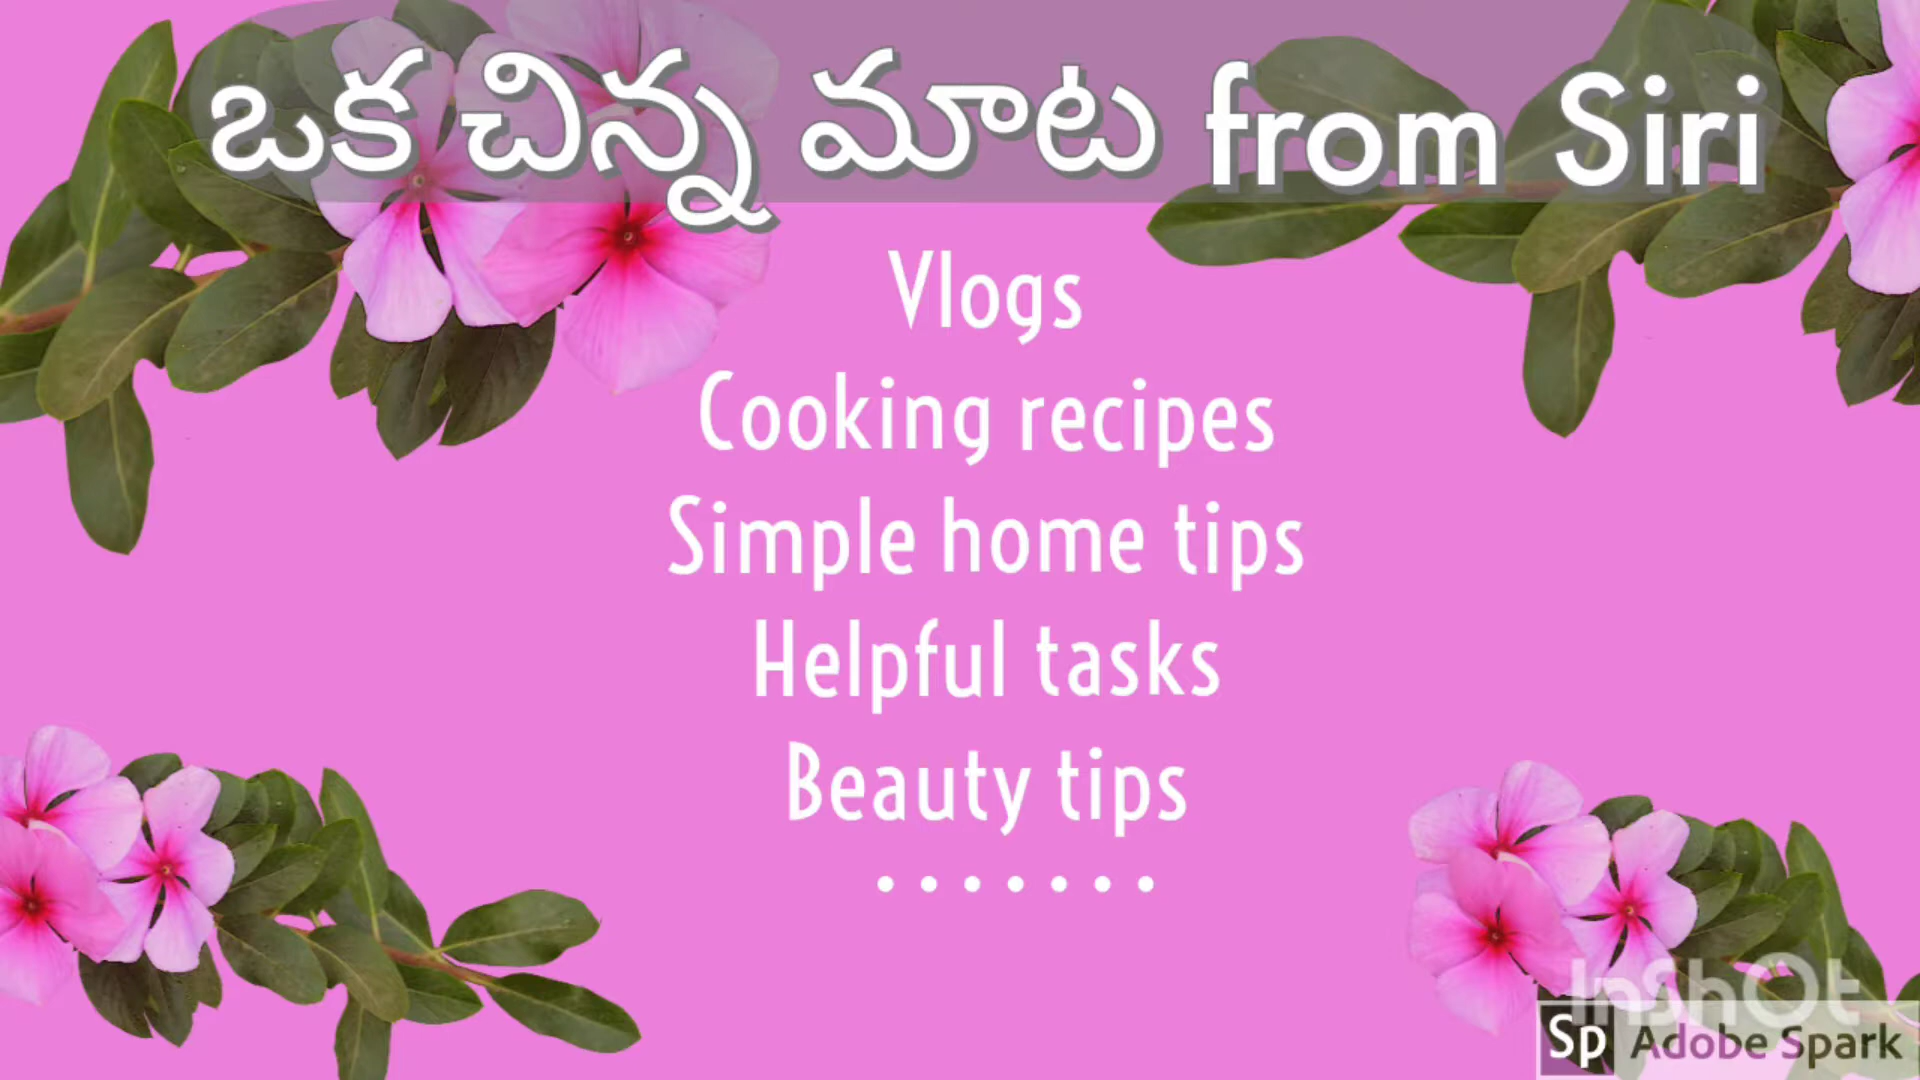 ఒక చిన్న మాట from Siri
Vlogs
Cooking recipes
Simple home tips
Helpful tasks
Beauty tips
.......
InShOt
Sp Adobe Spark